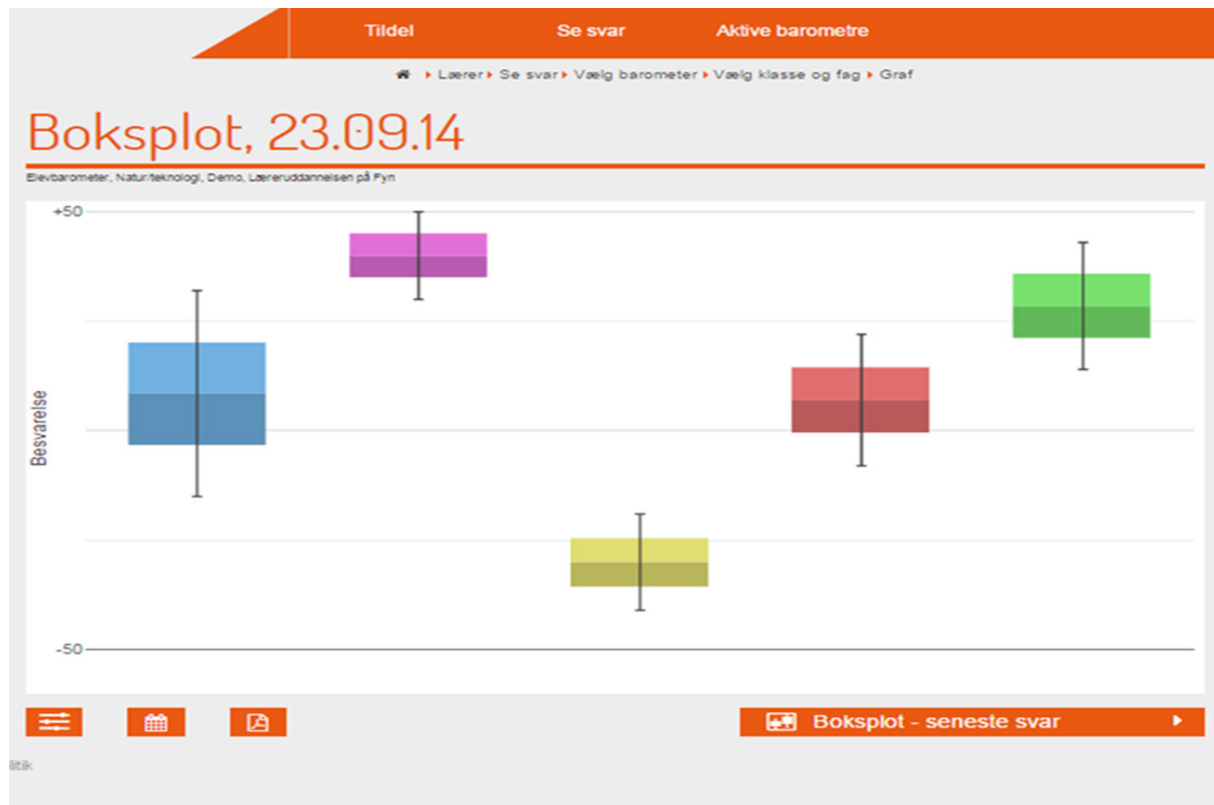 Tildel Se svar Aktive barometre
Lærer Se svar Vælg barometer Vælg klasse og fag Graf
Boksplot, 23.09.14
Elevbarometer, Natur/teknologi, Demo, Læreruddannelsen på Fyn
+50
Besvarelse
-50
Boksplot - seneste svar
litik